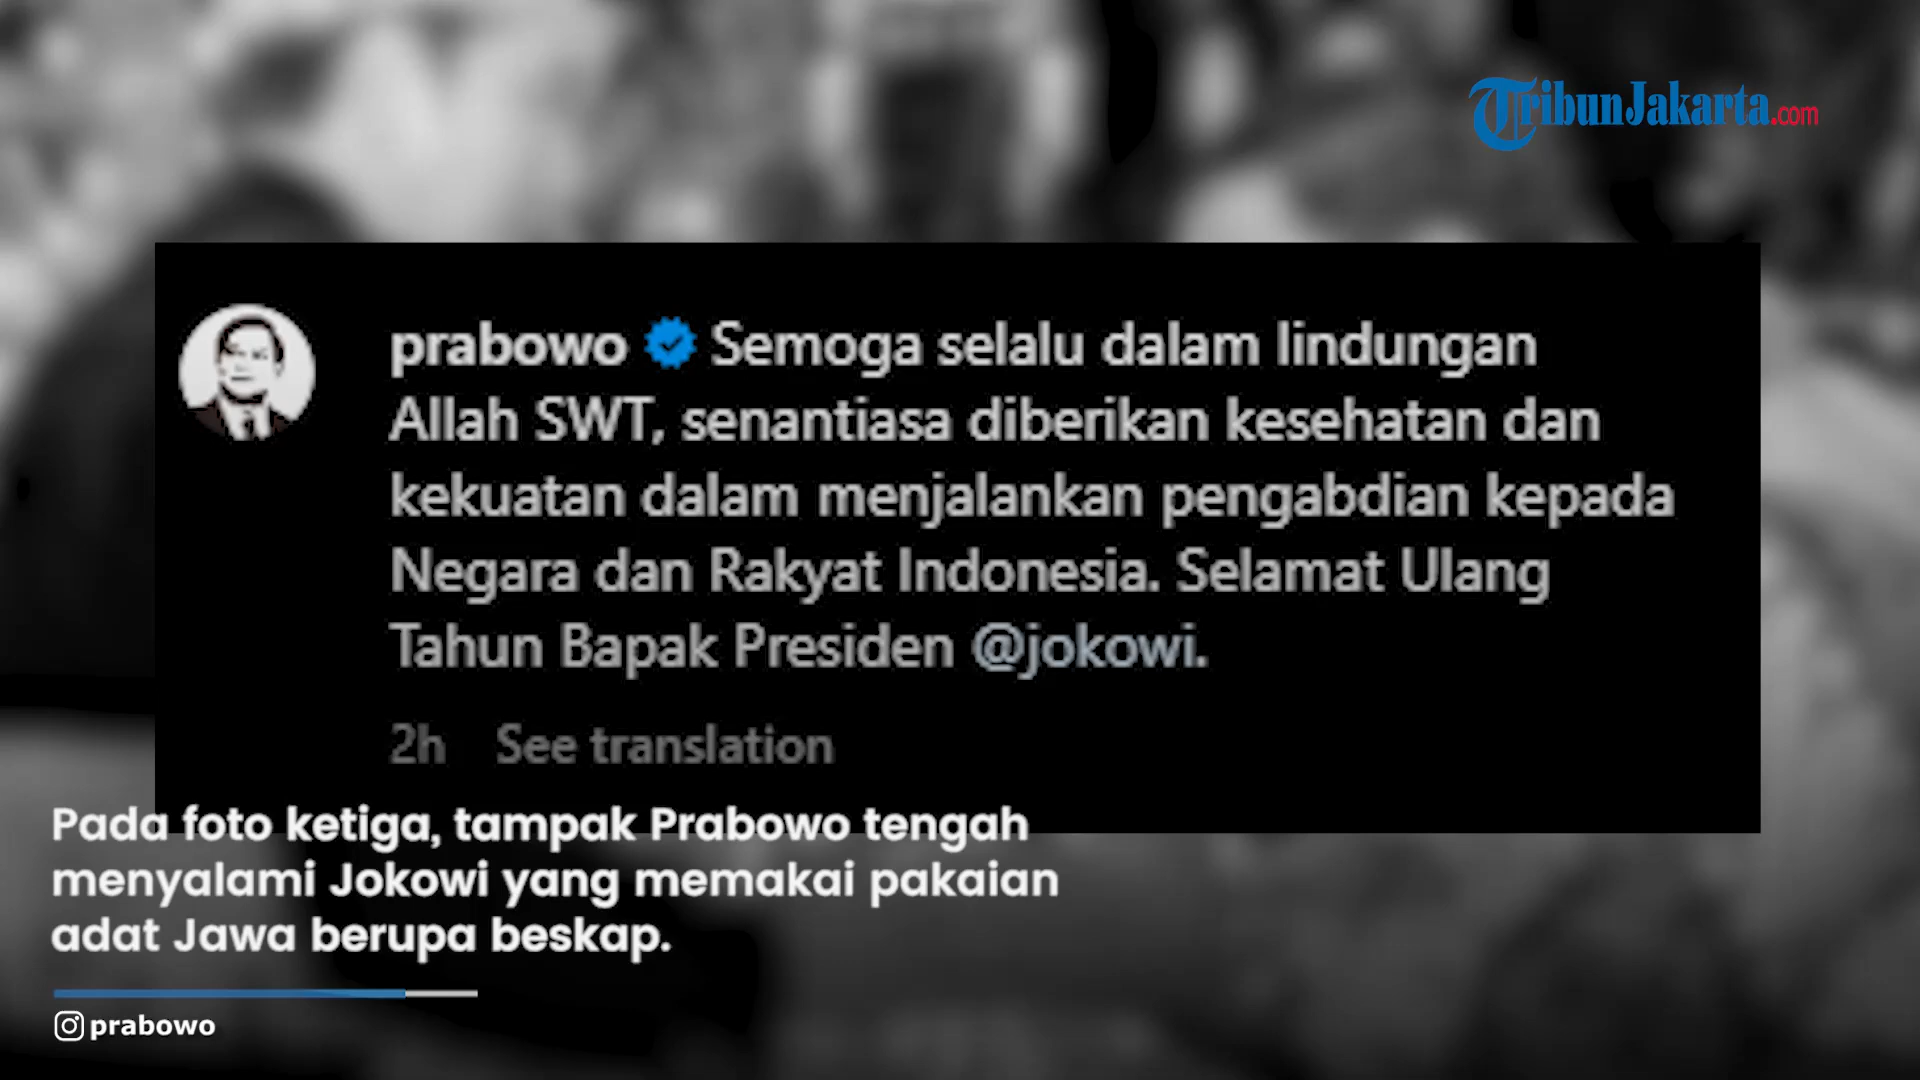 TribunJakarta.com
prabowo Semoga selalu dalam lindungan
Allah SWT, senantiasa diberikan kesehatan dan
kekuatan dalam menjalankan pengabdian kepada
Negara dan Rakyat Indonesia. Selamat Ulang
Tahun Bapak Presiden @jokowi.
2h See translation
Pada foto ketiga, tampak Prabowo tengah
menyalami Jokowi yang memakai pakaian
adat Jawa berupa beskap.
prabowo